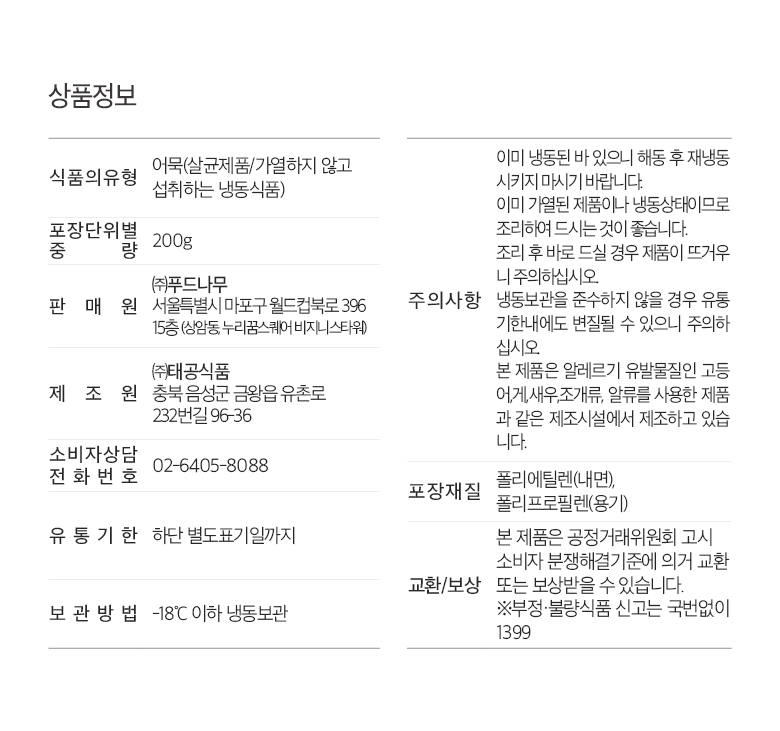 상품정보
식품의유형
어묵(살균제품/가열하지 않고
섭취하는 냉동식품)
포장단위별
중 량
200g
판 매 원
㈜푸드나무
서울특별시 마포구 월드컵북로 396
15층 (상암동, 누리꿈스퀘어 비지니스타워)
제 조 원
㈜태공식품
충북 음성군 금왕읍 유촌로
232번길 96-36
소비자상담
전 화 번 호
02-6405-8088
유 통 기 한
하단 별도표기일까지
보 관 방 법
-18℃ 이하 냉동보관
주의사항
이미 냉동된 바 있으니 해동 후 재냉동
시키지 마시기 바랍니다.
이미 가열된 제품이나 냉동상태이므로
조리하여 드시는 것이 좋습니다.
조리 후 바로 드실 경우 제품이 뜨거우
니 주의하십시오.
냉동보관을 준수하지 않을 경우 유통
기한내에도 변질될 수 있으니 주의하
십시오.
본 제품은 알레르기 유발물질인 고등
어,게,새우,조개류, 알류를 사용한 제품
과 같은 제조시설에서 제조하고 있습
니다.
포장재질
폴리에틸렌(내면),
폴리프로필렌(용기)
교환/보상
본 제품은 공정거래위원회 고시
소비자 분쟁해결기준에 의거 교환
또는 보상받을 수 있습니다.
※부정·불량식품 신고는 국번없이
1399